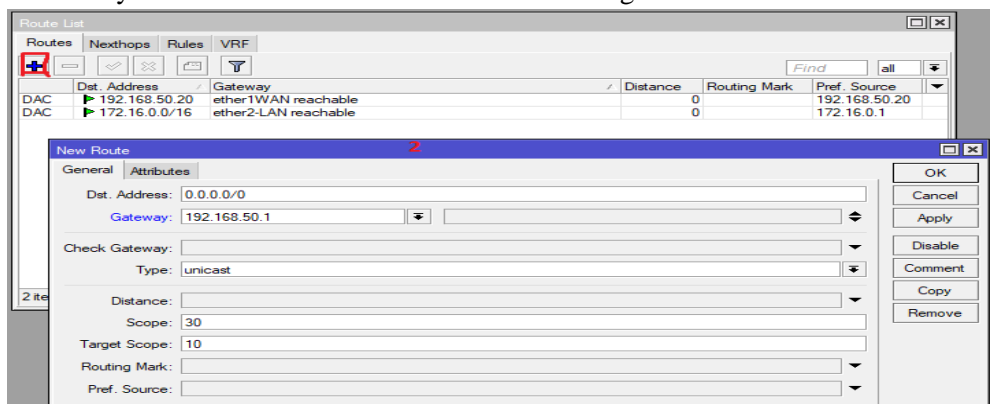 Route List
Routes Nexthops Rules VRF
Find all
Dst. Address Gateway Distance Routing Mark Pref. Source
DAC 192.168.50.20 ether1WAN reachable 0 192.168.50.20
DAC 172.16.0.0/16 ether2-LAN reachable 0 172.16.0.1
New Route 2
General Attributes
OK
Dst. Address: 0.0.0.0/0
Cancel
Gateway: 192.168.50.1
Apply
Check Gateway:
Disable
Type: unicast
Comment
Copy
2 ite
Distance:
Remove
Scope: 30
Target Scope: 10
Routing Mark:
Pref. Source: